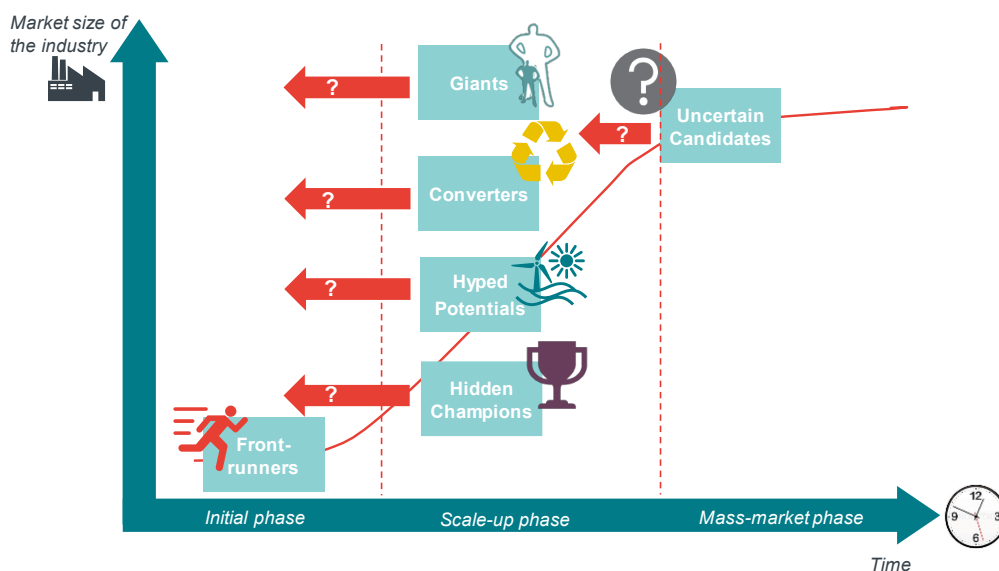 Market size of
the industry
?
Giants
?
?
Uncertain
Candidates
?
Converters
?
Hyped
Potentials
?
Hidden
Champions
Front-
runners
Initial phase
Scale-up phase
Mass-market phase
12
9
3
6
Time